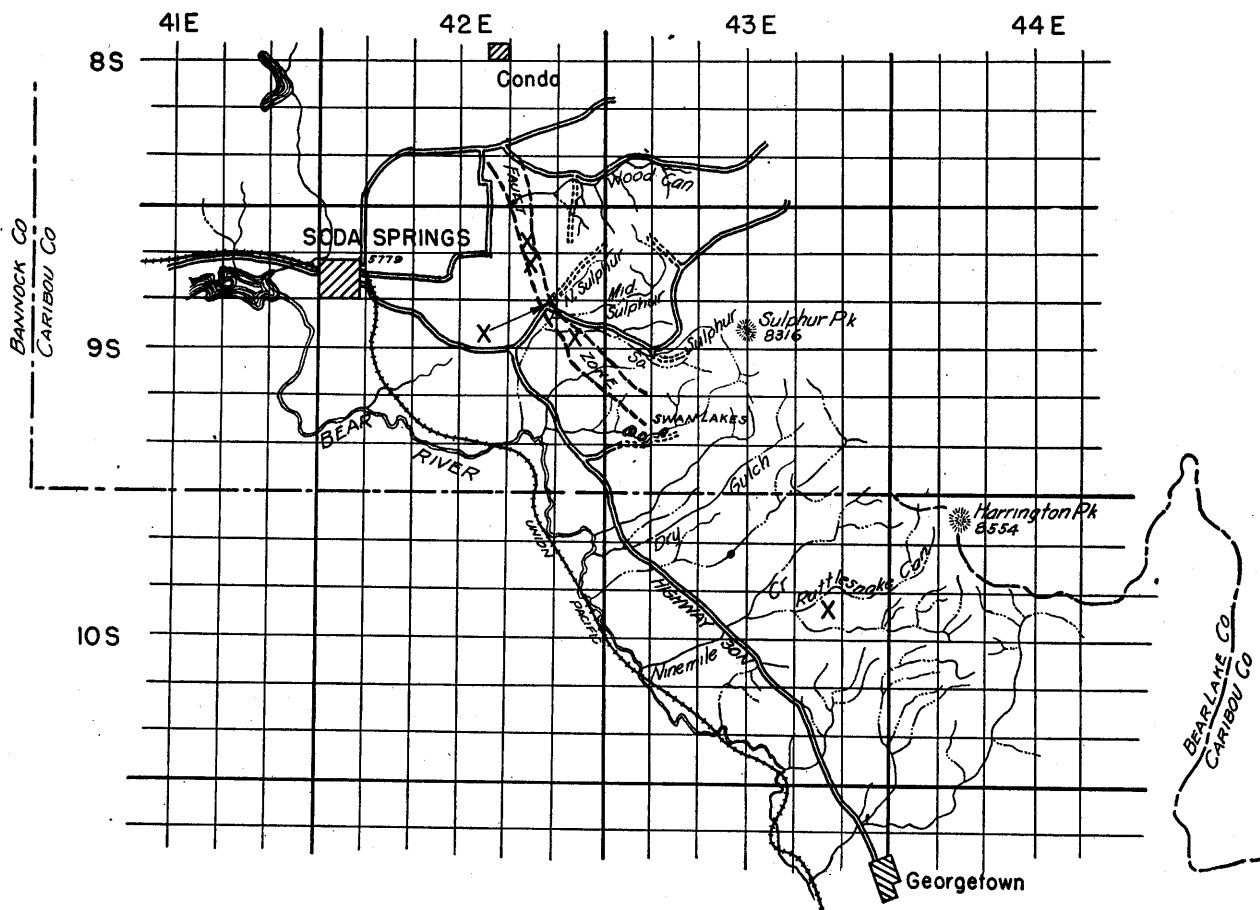 41E 42E 43E 44E
8S
Conda
Wood Can
FAULT
SODA SPRINGS
5779
BANNOCK CO
CARIBOU CO
N. Sulphur
Mid.
Sulphur
So. Sulphur
Sulphur Pk
8316
9S
ZONE
SWAN LAKES
BEAR
RIVER
Gulch
Dry
Harrington Pk
8554
UNION
PACIFIC
HIGHWAY 30N
Cr
Rattlesnake Can
10S
Ninemile
BEAR LAKE CO
CARIBOU CO
Georgetown